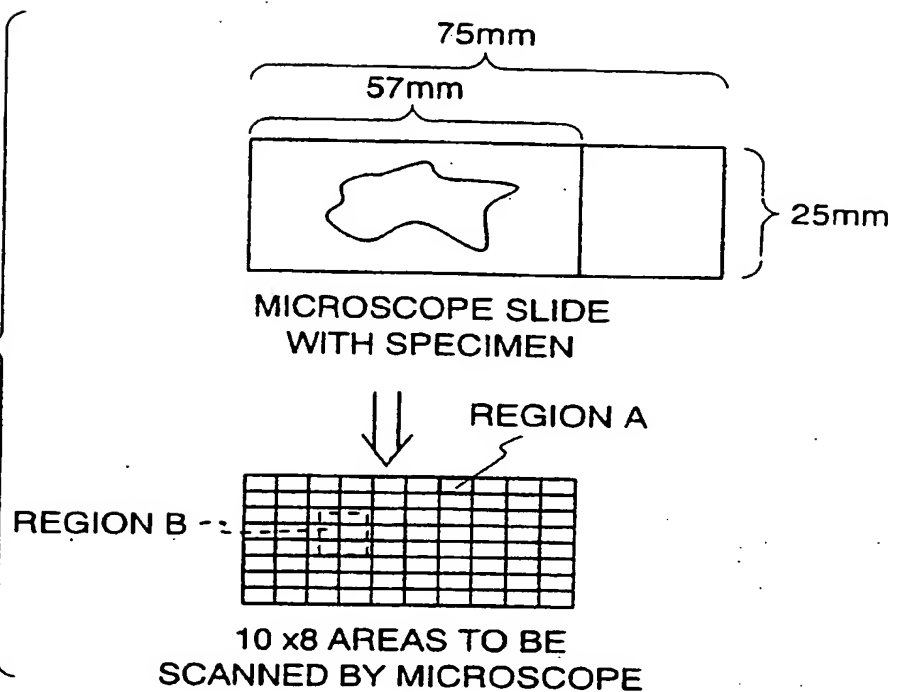 75mm
57mm
25mm
MICROSCOPE SLIDE
WITH SPECIMEN
REGION A
REGION B
10 x8 AREAS TO BE
SCANNED BY MICROSCOPE